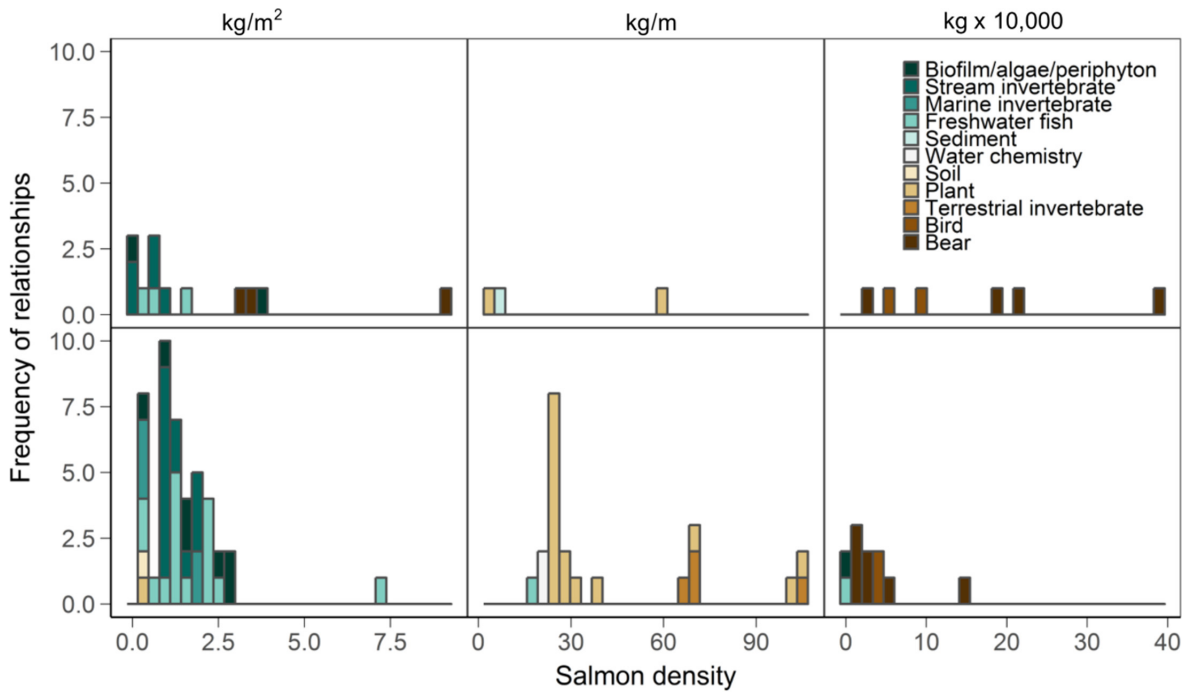 kg/m²
kg/m
kg x 10,000
10.0
7.5
5.0
2.5
0.0
Biofilm/algae/periphyton
Stream invertebrate
Marine invertebrate
Freshwater fish
Sediment
Water chemistry
Soil
Plant
Terrestrial invertebrate
Bird
Bear
Frequency of relationships
10.0
7.5
5.0
2.5
0.0
0.0 2.5 5.0 7.5
0 30 60 90
0 10 20 30 40
Salmon density